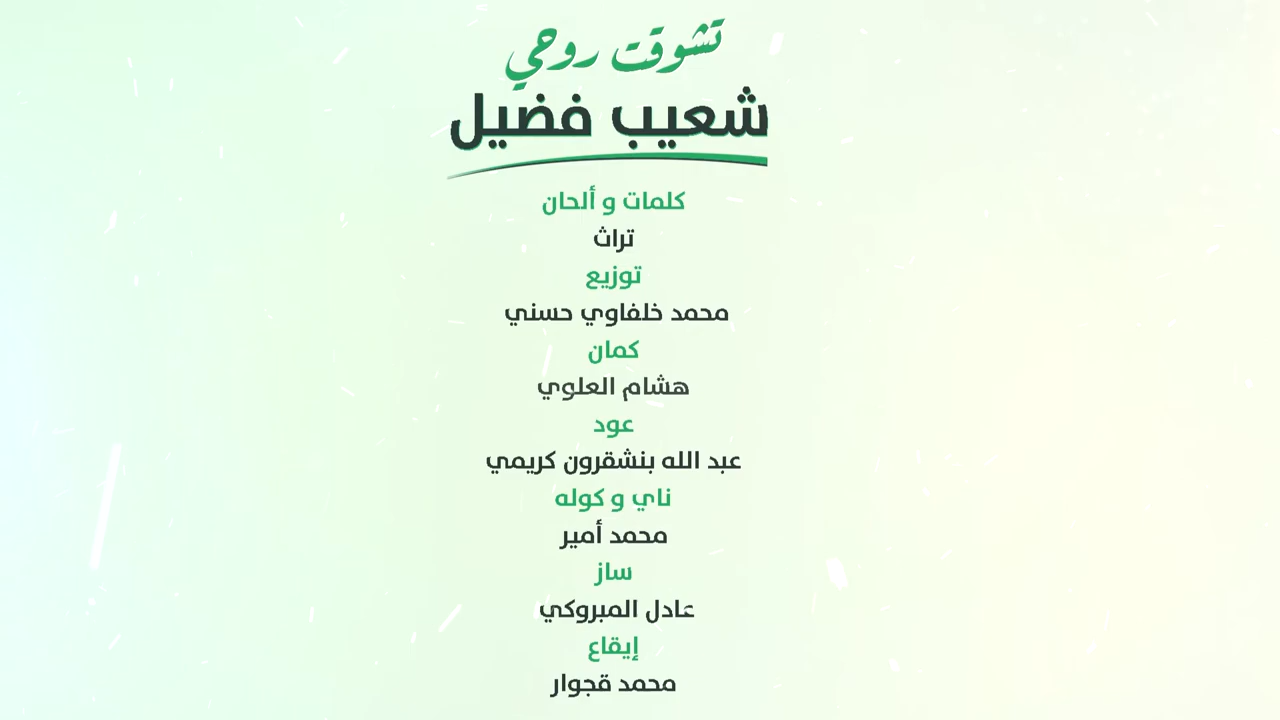 تشوقت روحي
شعيب فضيل
كلمات و ألحان
تراث
توزيع
محمد خلفاوي حسني
كمان
هشام العلوي
عود
عبد الله بنشقرون كريمي
ناي و كوله
محمد أمير
ساز
عادل المبروكي
إيقاع
محمد قجوار